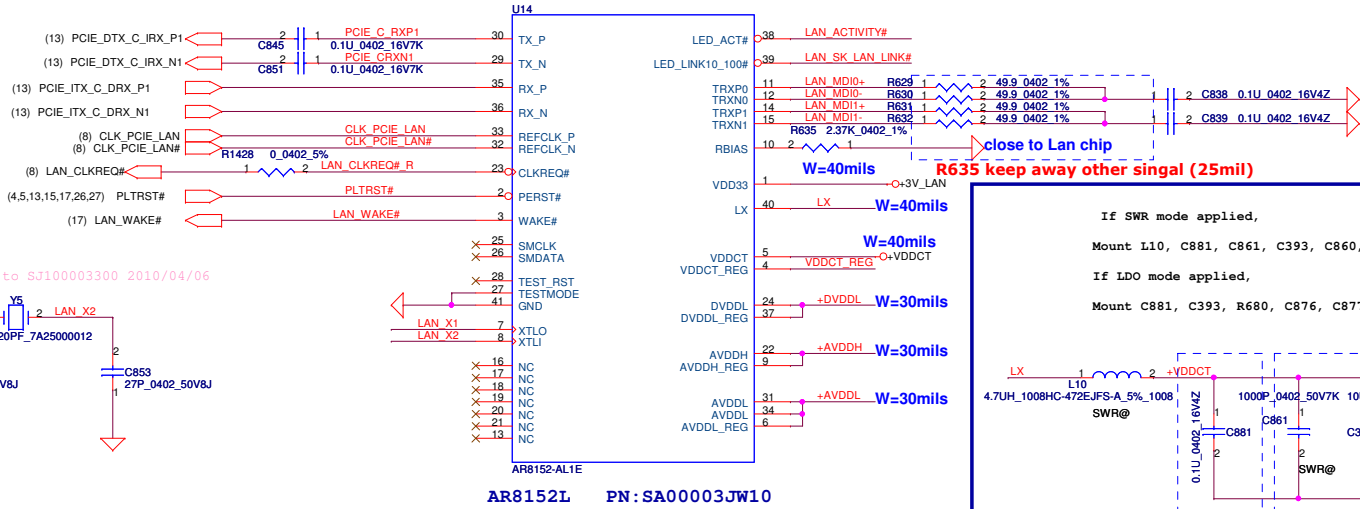 U14
(13) PCIE_DTX_C_IRX_P1 2 1 PCIE_C_RXP1 30 TX_P
C845 0.1U_0402_16V7K
(13) PCIE_DTX_C_IRX_N1 2 1 PCIE_CRXN1 29 TX_N
C851 0.1U_0402_16V7K
(13) PCIE_ITX_C_DRX_P1 35 RX_P
(13) PCIE_ITX_C_DRX_N1 36 RX_N
(8) CLK_PCIE_LAN CLK_PCIE_LAN 33 REFCLK_P
(8) CLK_PCIE_LAN# CLK_PCIE_LAN# 32 REFCLK_N
R1428 0_0402_5%
(8) LAN_CLKREQ# 1 2 LAN_CLKREQ#_R 23 CLKREQ#
(4,5,13,15,17,26,27) PLTRST# PLTRST# 2 PERST#
(17) LAN_WAKE# LAN_WAKE# 3 WAKE#
25 SMCLK
26 SMDATA
28 TEST_RST
27 TESTMODE
41 GND
LAN_X1 7 XTLO
LAN_X2 8 XTLI
16 NC
17 NC
18 NC
19 NC
20 NC
21 NC
13 NC
AR8152-AL1E
AR8152L PN:SA00003JW10
LED_ACT# 38 LAN_ACTIVITY#
LED_LINK10_100# 39 LAN_SK_LAN_LINK#
TRXP0 11 LAN_MDI0+ R629 1 2 49.9_0402_1%
TRXN0 12 LAN_MDI0- R630 1 2 49.9_0402_1% 1 2 C838 0.1U_0402_16V4Z
TRXP1 14 LAN_MDI1+ R631 1 2 49.9_0402_1%
TRXN1 15 LAN_MDI1- R632 1 2 49.9_0402_1% 1 2 C839 0.1U_0402_16V4Z
R635 2.37K_0402_1%
RBIAS 10 2 1 close to Lan chip
W=40mils R635 keep away other singal (25mil)
VDD33 1 +3V_LAN
LX 40 LX W=40mils
W=40mils
VDDCT 5 +VDDCT
VDDCT_REG 4 VDDCT_REG
DVDDL 24 +DVDDL W=30mils
DVDDL_REG 37
AVDDH 22 +AVDDH W=30mils
AVDDH_REG 9
AVDDL 31 +AVDDL W=30mils
AVDDL 34
AVDDL_REG 6
to SJ100003300 2010/04/06
Y5
2 LAN_X2
20PF_7A25000012
2
C853
27P_0402_50V8J
1
V8J
If SWR mode applied,
Mount L10, C881, C861, C393, C860,
If LDO mode applied,
Mount C881, C393, R680, C876, C877
LX 1 2 +VDDCT
L10
4.7UH_1008HC-472EJFS-A_5%_1008
SWR@
0.1U_0402_16V4Z
1
C881
2
1000P_0402_50V7K
C861
1
2
SWR@